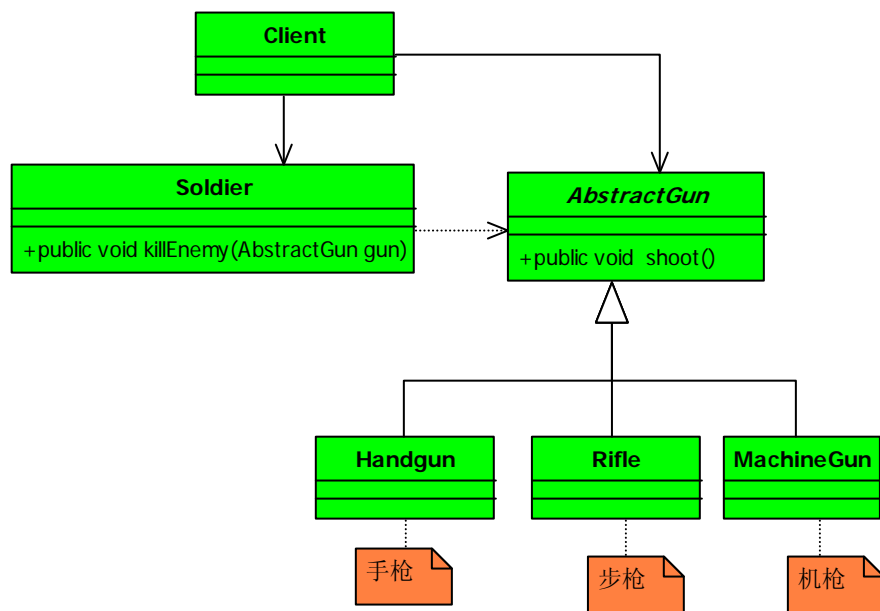 Client
Soldier
+public void killEnemy(AbstractGun gun)
AbstractGun
+public void shoot()
Handgun
Rifle
MachineGun
手枪
步枪
机枪